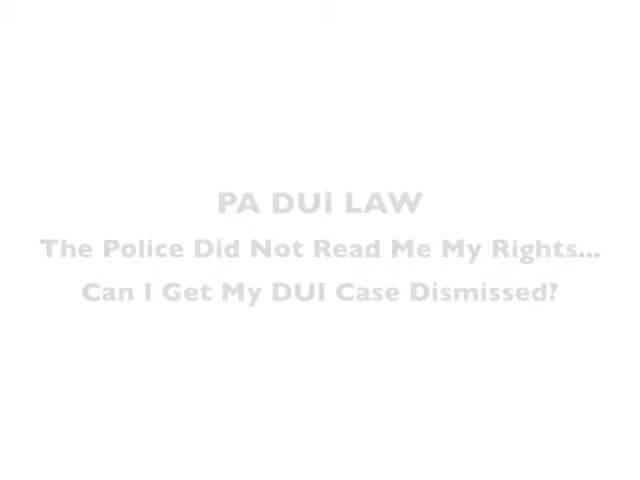 PA DUI LAW
The Police Did Not Read Me My Rights...
Can I Get My DUI Case Dismissed?